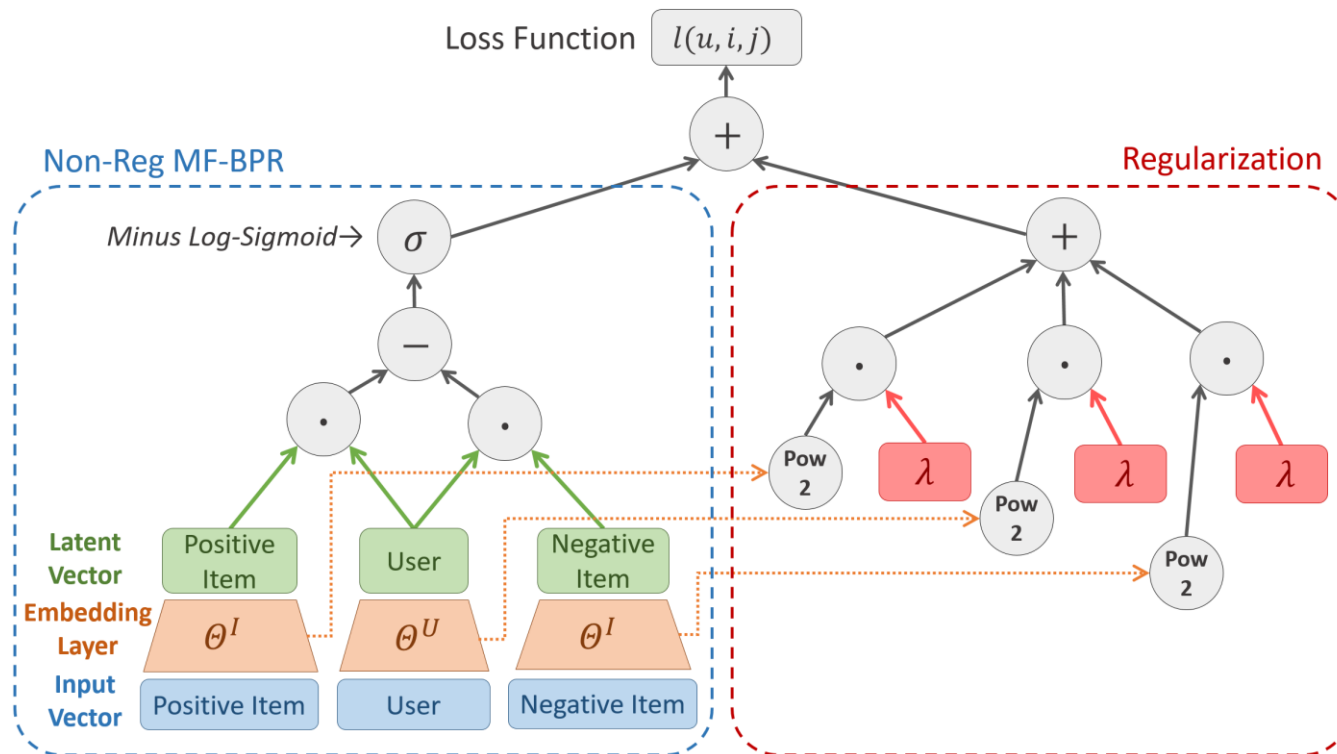 Loss Function
l(u, i, j)
+
Non-Reg MF-BPR
Regularization
Minus Log-Sigmoid→
σ
+
−
·
·
·
·
·
Pow
2
λ
Pow
2
λ
Pow
2
λ
Latent
Vector
Positive
Item
User
Negative
Item
Embedding
Layer
Θ^I
Θ^U
Θ^I
Input
Vector
Positive Item
User
Negative Item